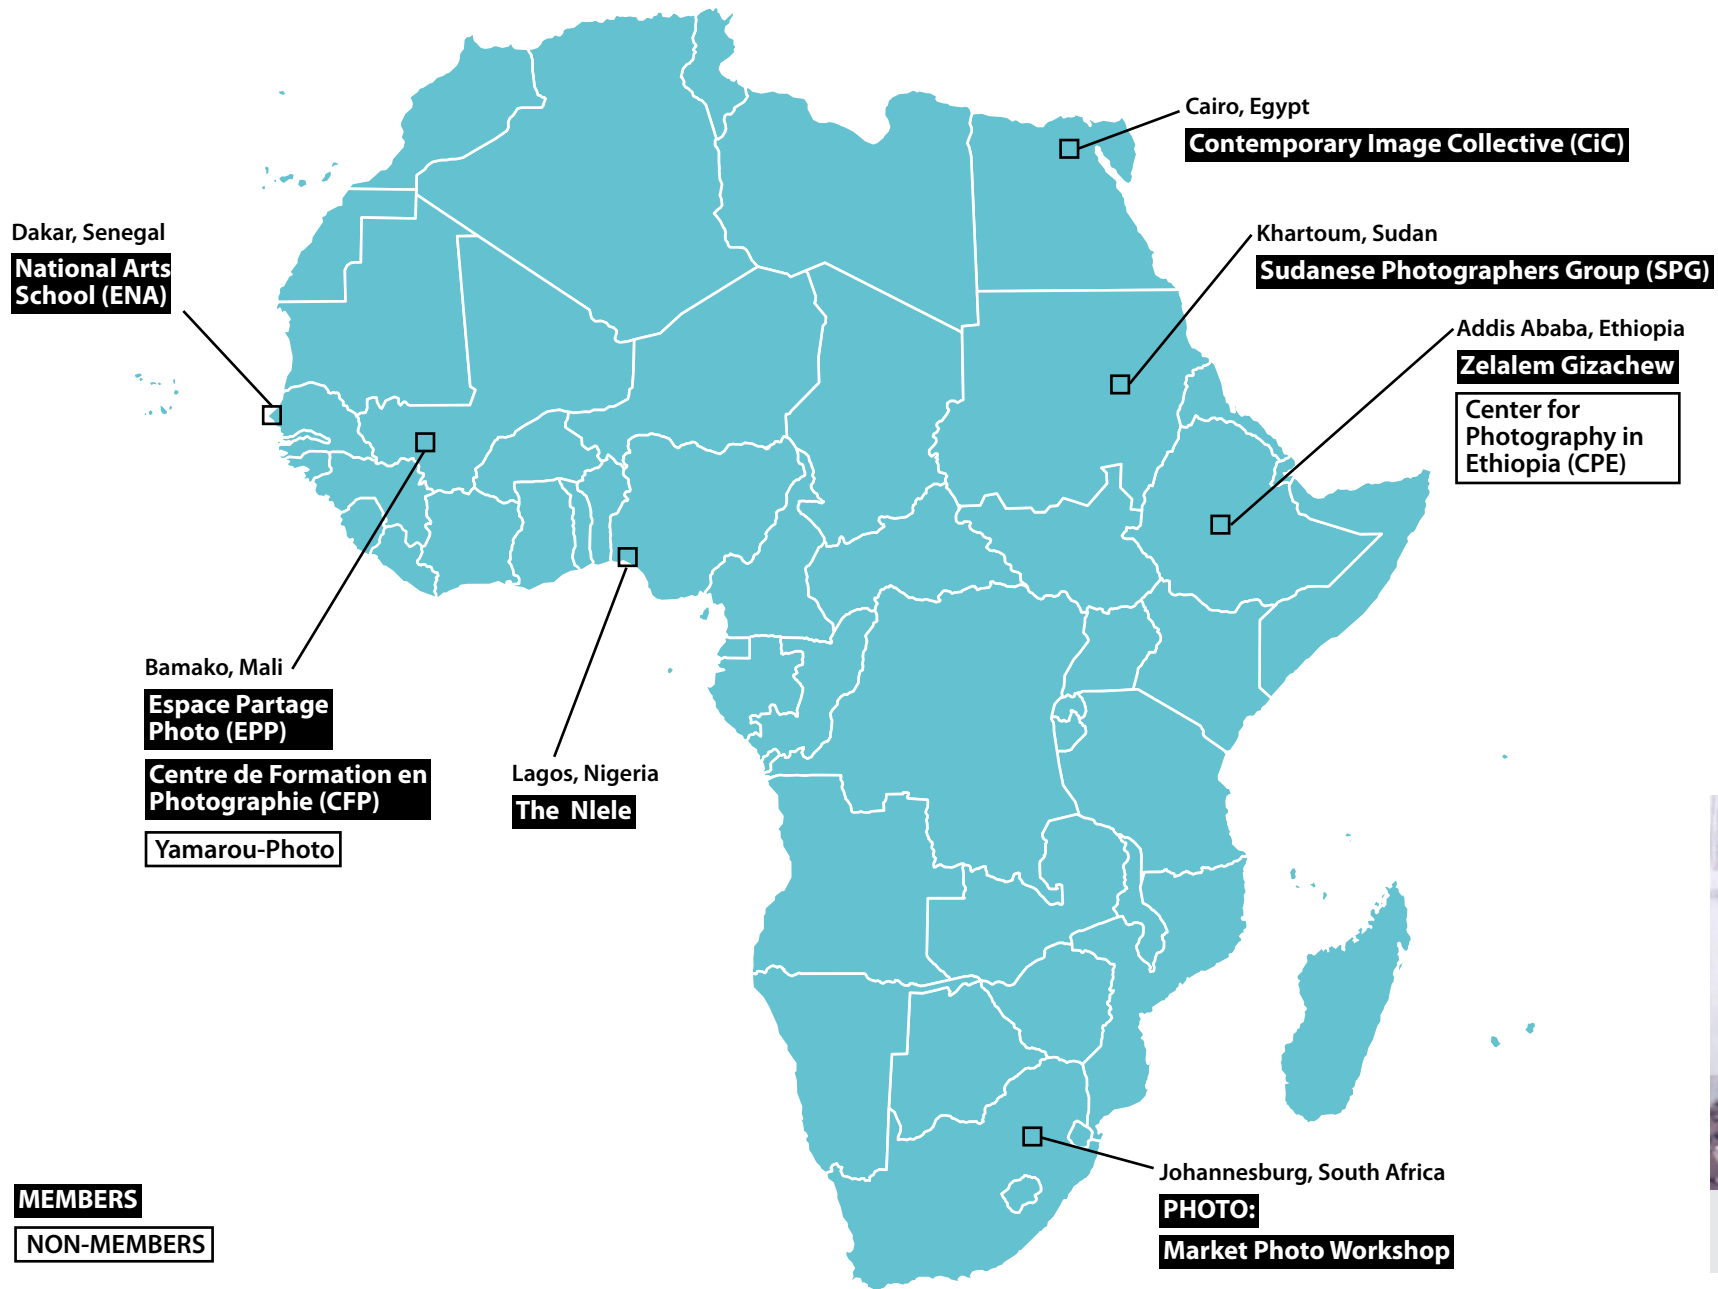 Cairo, Egypt
Contemporary Image Collective (CiC)
Khartoum, Sudan
Sudanese Photographers Group (SPG)
Addis Ababa, Ethiopia
Zelalem Gizachew
Center for
Photography in
Ethiopia (CPE)
Dakar, Senegal
National Arts
School (ENA)
Bamako, Mali
Espace Partage
Photo (EPP)
Centre de Formation en
Photographie (CFP)
Yamarou-Photo
Lagos, Nigeria
The Nlele
Johannesburg, South Africa
PHOTO:
Market Photo Workshop
MEMBERS
NON-MEMBERS